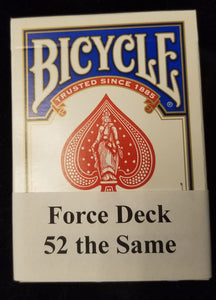 BICYCLE
TRUSTED SINCE 1885
Force Deck
52 the Same